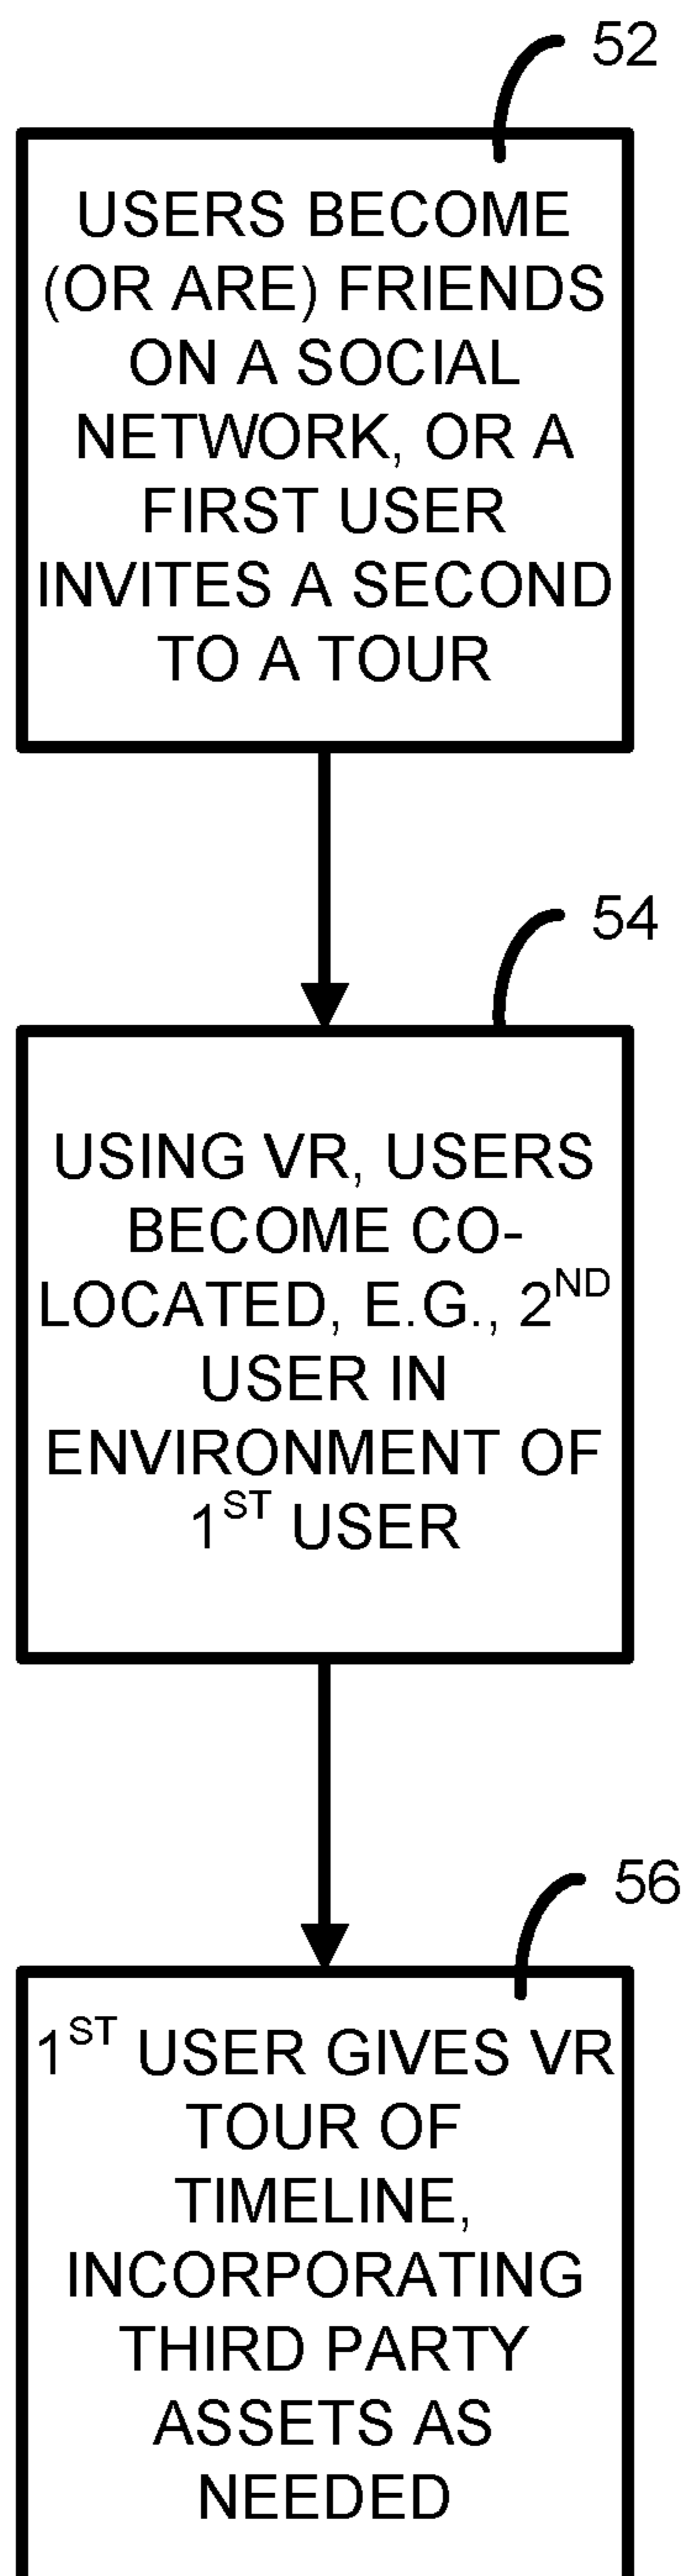 52
USERS BECOME
(OR ARE) FRIENDS
ON A SOCIAL
NETWORK, OR A
FIRST USER
INVITES A SECOND
TO A TOUR
54
USING VR, USERS
BECOME CO-
LOCATED, E.G., 2ND
USER IN
ENVIRONMENT OF
1ST USER
56
1ST USER GIVES VR
TOUR OF
TIMELINE,
INCORPORATING
THIRD PARTY
ASSETS AS
NEEDED